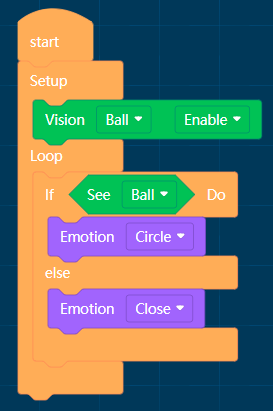 start
Setup
Vision Ball Enable
Loop
If See Ball Do
Emotion Circle
else
Emotion Close